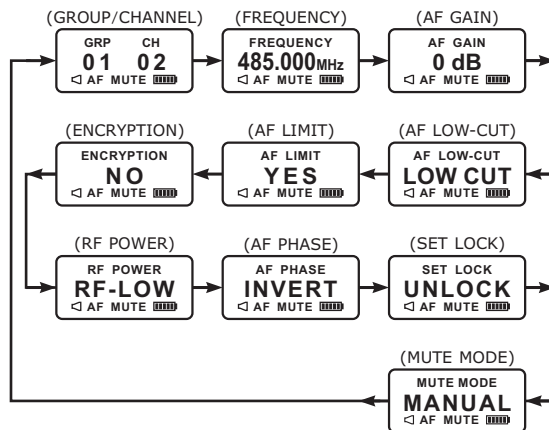 (GROUP/CHANNEL)
GRP CH
01 02
AF MUTE
(FREQUENCY)
FREQUENCY
485.000MHz
AF MUTE
(AF GAIN)
AF GAIN
0 dB
AF MUTE
(ENCRYPTION)
ENCRYPTION
NO
AF MUTE
(AF LIMIT)
AF LIMIT
YES
AF MUTE
(AF LOW-CUT)
AF LOW-CUT
LOW CUT
AF MUTE
(RF POWER)
RF POWER
RF-LOW
AF MUTE
(AF PHASE)
AF PHASE
INVERT
AF MUTE
(SET LOCK)
SET LOCK
UNLOCK
AF MUTE
(MUTE MODE)
MUTE MODE
MANUAL
AF MUTE